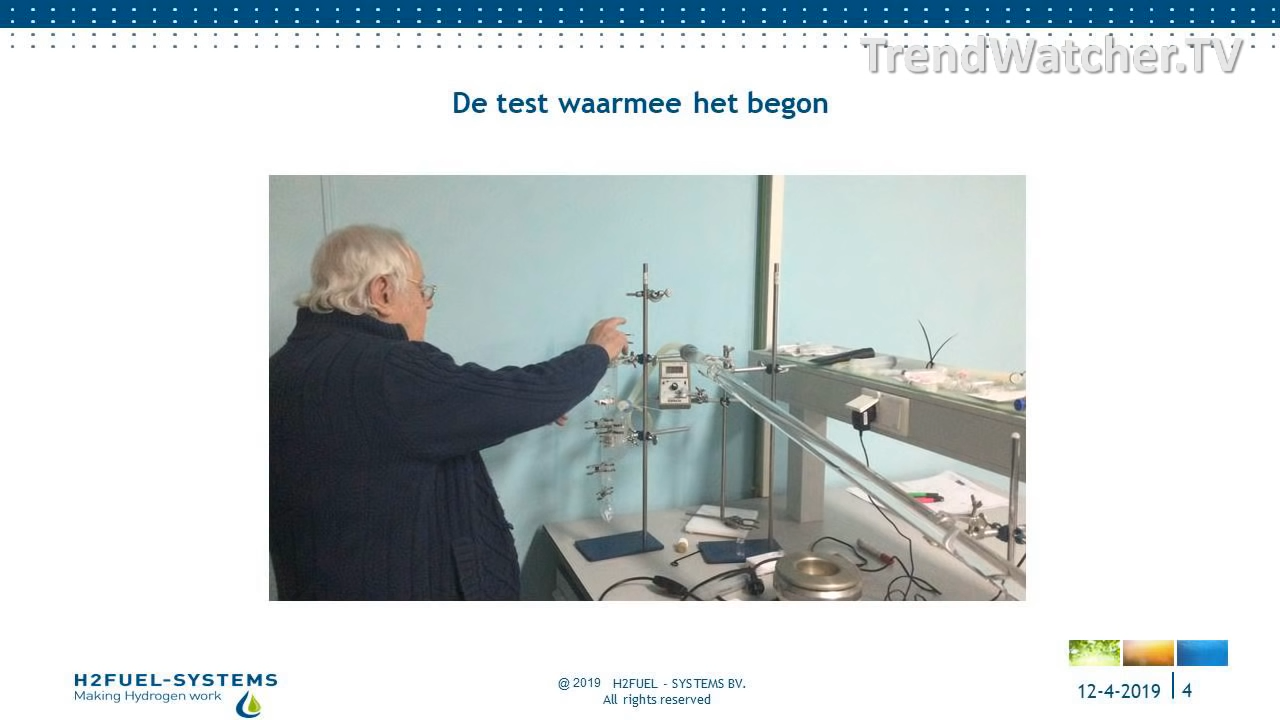 TrendWatcher.TV
De test waarmee het begon
H2FUEL-SYSTEMS
Making Hydrogen work
@ 2019 H2FUEL - SYSTEMS BV.
All rights reserved
12-4-2019 4